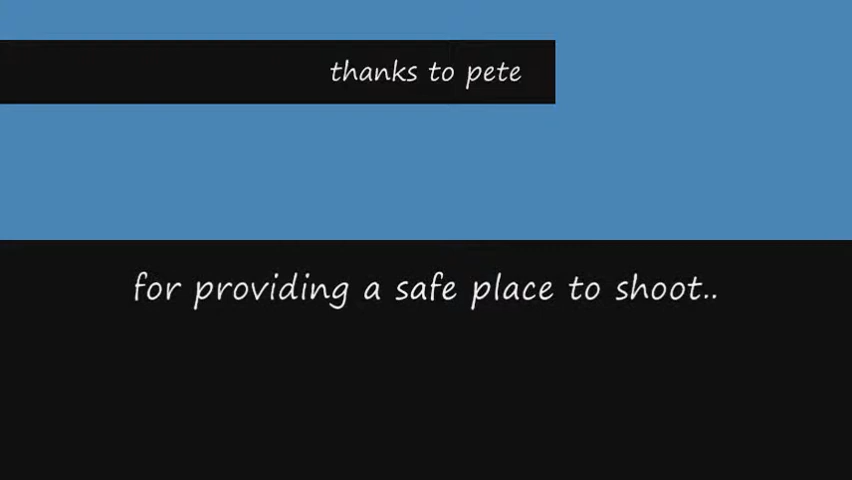 thanks to pete
for providing a safe place to shoot..